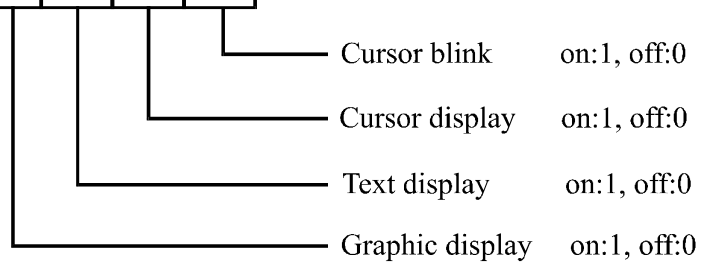 Cursor blink on:1, off:0
Cursor display on:1, off:0
Text display on:1, off:0
Graphic display on:1, off:0